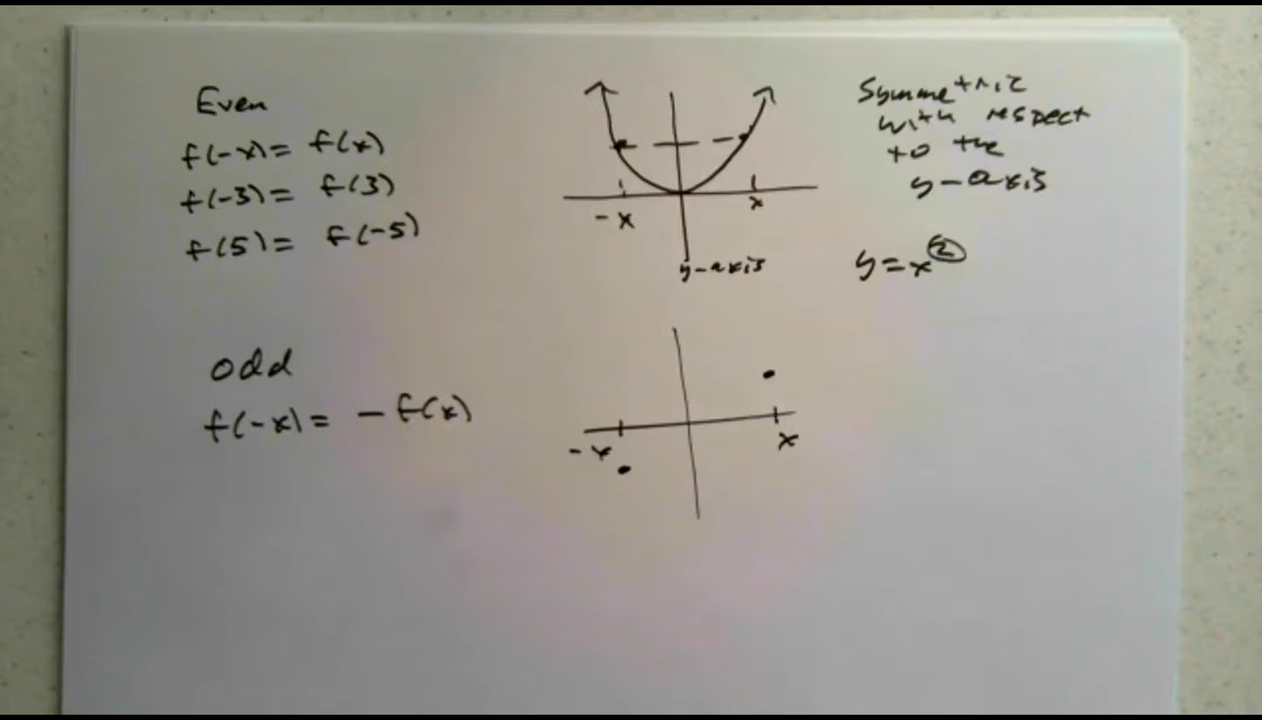 Even
f(-x) = f(x)
f(-3) = f(3)
f(5) = f(-5)
-x
x
y-axis
Symmetric
with respect
to the
y-axis
y = x²
odd
f(-x) = - f(x)
-x
x